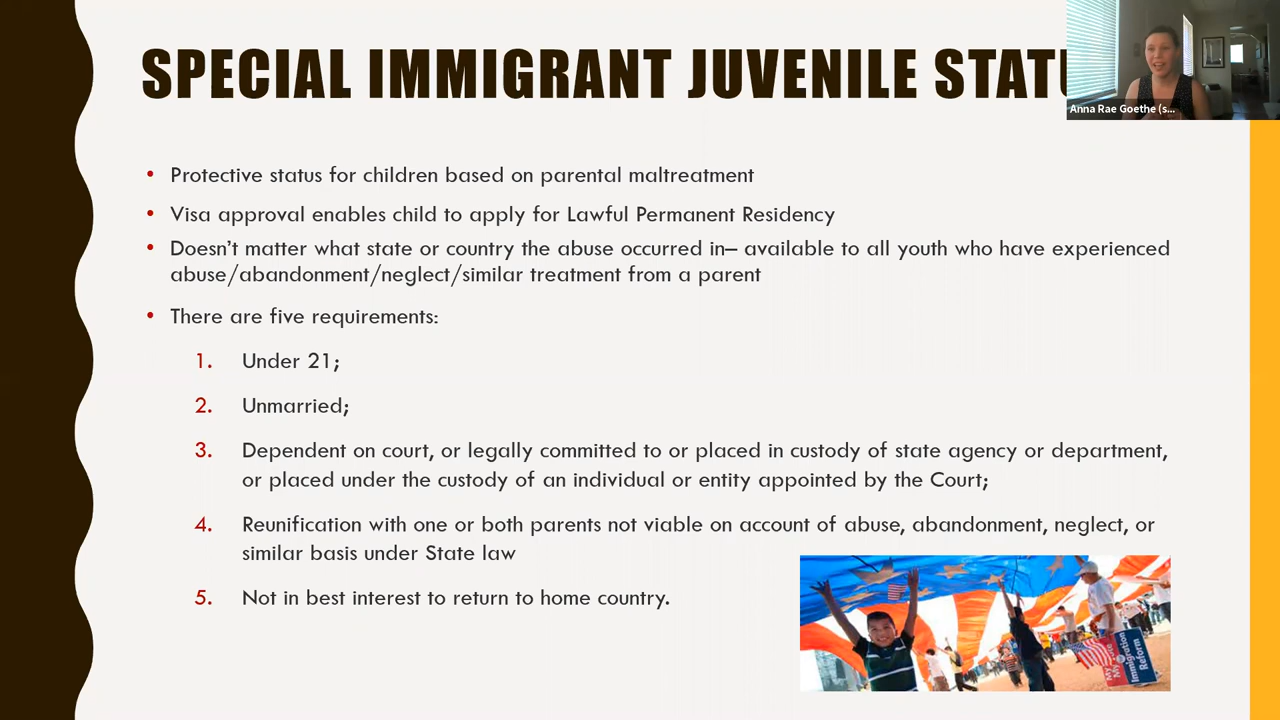 SPECIAL IMMIGRANT JUVENILE STATU
Anna Rae Goethe (s...
• Protective status for children based on parental maltreatment
• Visa approval enables child to apply for Lawful Permanent Residency
• Doesn't matter what state or country the abuse occurred in– available to all youth who have experienced
abuse/abandonment/neglect/similar treatment from a parent
• There are five requirements:
1. Under 21;
2. Unmarried;
3. Dependent on court, or legally committed to or placed in custody of state agency or department,
or placed under the custody of an individual or entity appointed by the Court;
4. Reunification with one or both parents not viable on account of abuse, abandonment, neglect, or
similar basis under State law
5. Not in best interest to return to home country.
Immigration
Reform